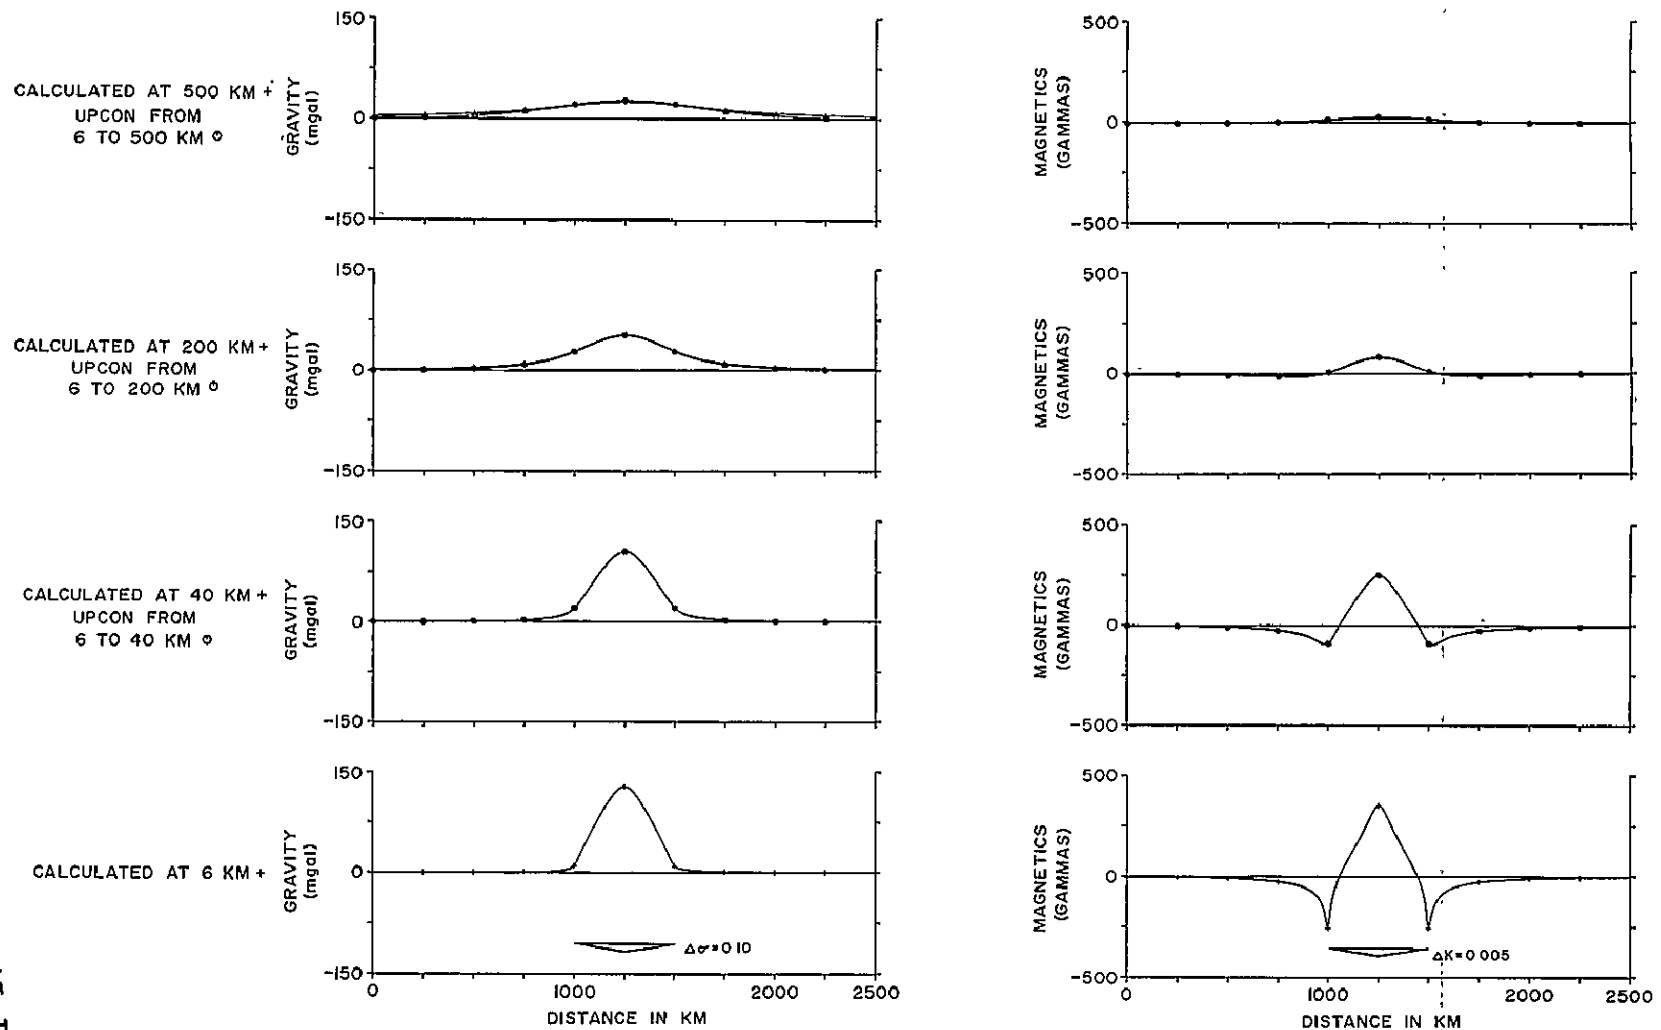 CALCULATED AT 500 KM +
UPCON FROM
6 TO 500 KM ⊙
GRAVITY
(mgal)
150
0
-150
MAGNETICS
(GAMMAS)
500
0
-500
CALCULATED AT 200 KM +
UPCON FROM
6 TO 200 KM ⊙
GRAVITY
(mgal)
150
0
-150
MAGNETICS
(GAMMAS)
500
0
-500
CALCULATED AT 40 KM +
UPCON FROM
6 TO 40 KM ⊙
GRAVITY
(mgal)
150
0
-150
MAGNETICS
(GAMMAS)
500
0
-500
CALCULATED AT 6 KM +
GRAVITY
(mgal)
150
0
-150
Δσ=0.10
0 1000 2000 2500
DISTANCE IN KM
MAGNETICS
(GAMMAS)
500
0
-500
ΔK=0.005
0 1000 2000 2500
DISTANCE IN KM